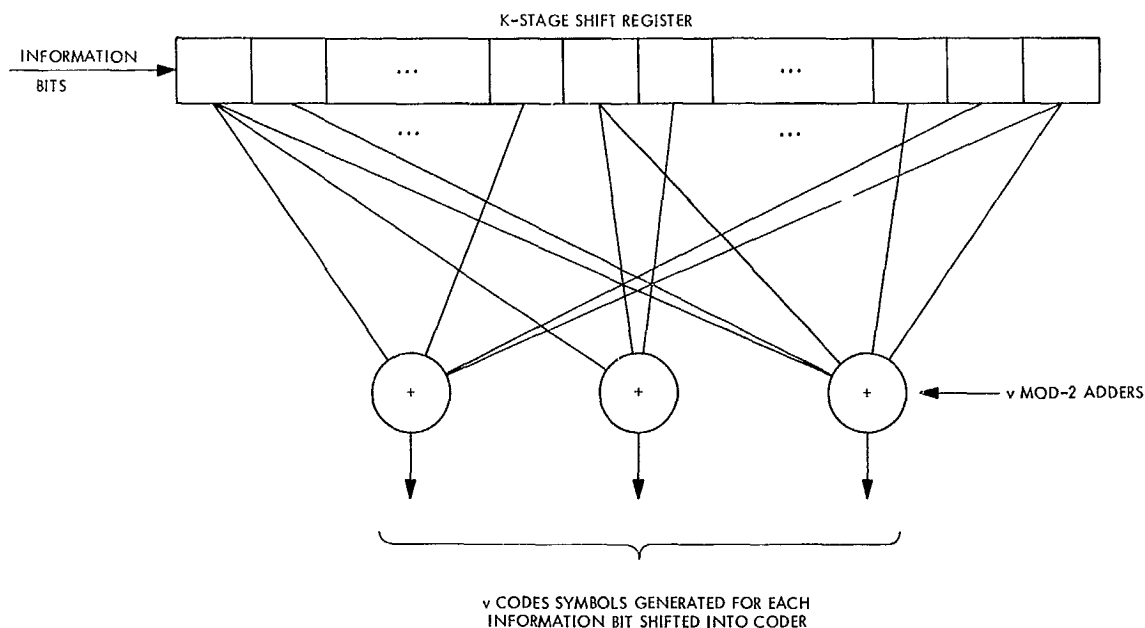 K-STAGE SHIFT REGISTER
INFORMATION
BITS
... ...
... ...
+ + +
v MOD-2 ADDERS
v CODES SYMBOLS GENERATED FOR EACH
INFORMATION BIT SHIFTED INTO CODER